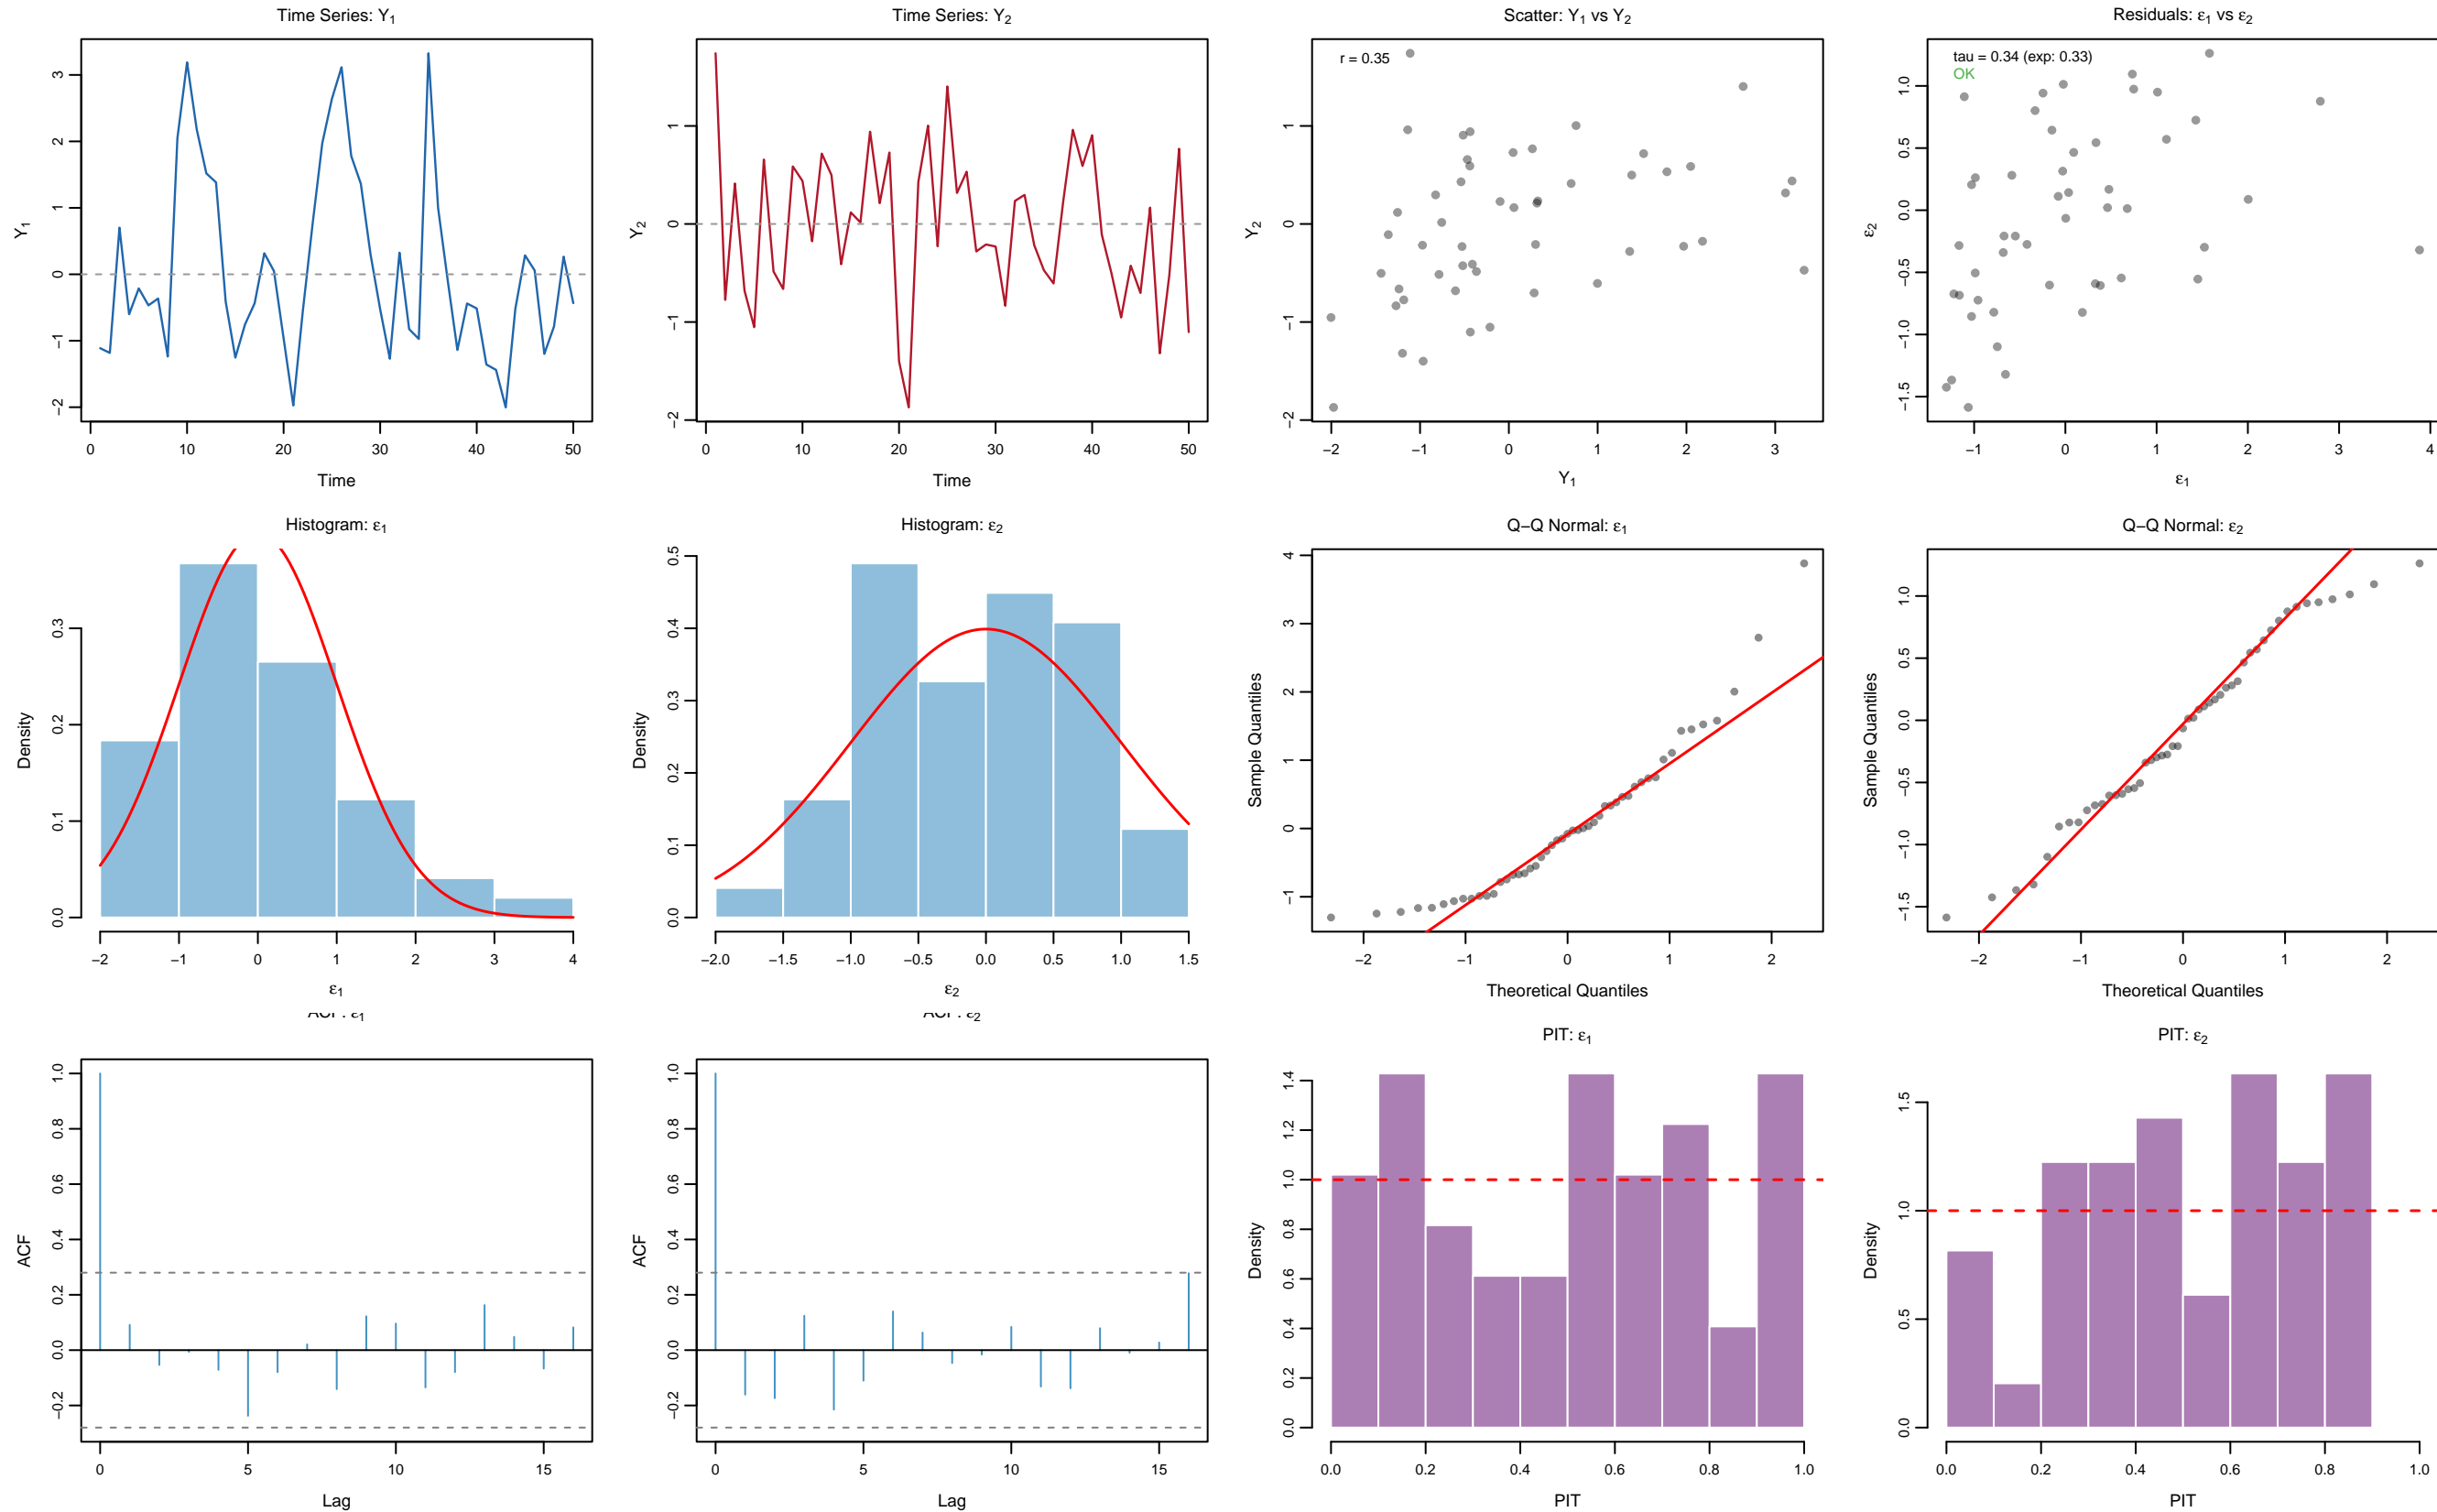 Time Series: Y1
Y1
3
2
1
0
−1
−2
0 10 20 30 40 50
Time
Time Series: Y2
Y2
1
0
−1
−2
0 10 20 30 40 50
Time
Scatter: Y1 vs Y2
r = 0.35
Y2
1
0
−1
−2
−2 −1 0 1 2 3
Y1
Residuals: ε1 vs ε2
tau = 0.34 (exp: 0.33)
OK
ε2
1.0
0.5
0.0
−0.5
−1.0
−1.5
−1 0 1 2 3 4
ε1
Histogram: ε1
Density
0.3
0.2
0.1
0.0
−2 −1 0 1 2 3 4
ε1
Histogram: ε2
Density
0.5
0.4
0.3
0.2
0.1
0.0
−2.0 −1.5 −1.0 −0.5 0.0 0.5 1.0 1.5
ε2
Q−Q Normal: ε1
Sample Quantiles
4
3
2
1
0
−1
−2 −1 0 1 2
Theoretical Quantiles
Q−Q Normal: ε2
Sample Quantiles
1.0
0.5
0.0
−0.5
−1.0
−1.5
−2 −1 0 1 2
Theoretical Quantiles
ACF: ε1
ACF
1.0
0.8
0.6
0.4
0.2
0.0
−0.2
0 5 10 15
Lag
ACF: ε2
ACF
1.0
0.8
0.6
0.4
0.2
0.0
−0.2
0 5 10 15
Lag
PIT: ε1
Density
1.4
1.2
1.0
0.8
0.6
0.4
0.2
0.0
0.0 0.2 0.4 0.6 0.8 1.0
PIT
PIT: ε2
Density
1.5
1.0
0.5
0.0
0.0 0.2 0.4 0.6 0.8 1.0
PIT